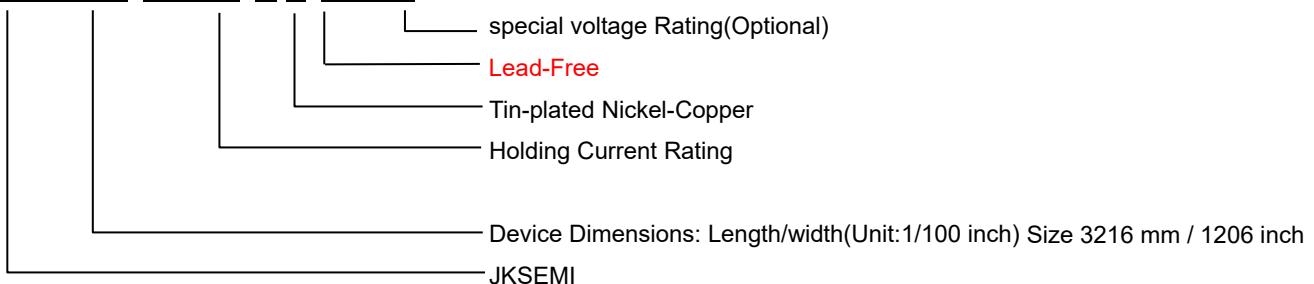 special voltage Rating(Optional)
Lead-Free
Tin-plated Nickel-Copper
Holding Current Rating
Device Dimensions: Length/width(Unit:1/100 inch) Size 3216 mm / 1206 inch
JKSEMI